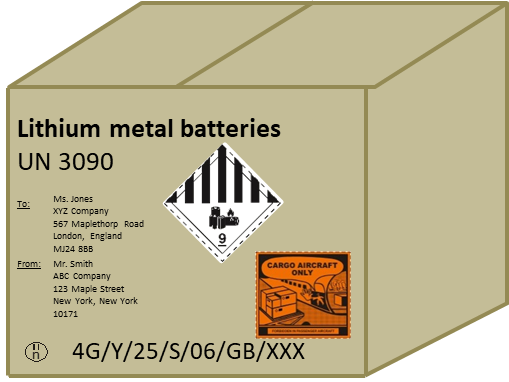 Lithium metal batteries
UN 3090
To:
Ms. Jones
XYZ Company
567 Maplethorp Road
London, England
MJ24 8BB
From:
Mr. Smith
ABC Company
123 Maple Street
New York, New York
10171
9
CARGO AIRCRAFT
ONLY
FORBIDDEN IN PASSENGER AIRCRAFT
u
n
4G/Y/25/S/06/GB/XXX